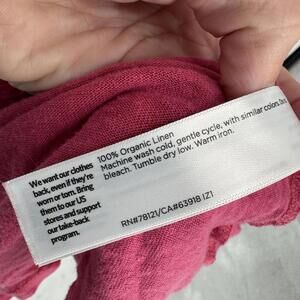 We want our clothes
back, even if they're
worn or torn. Bring
them to our US
stores and support
our take-back
program.
100% Organic Linen
Machine wash cold, gentle cycle, with similar colors.
bleach. Tumble dry low. Warm iron.
RN#78121/CA#63918 IZ1